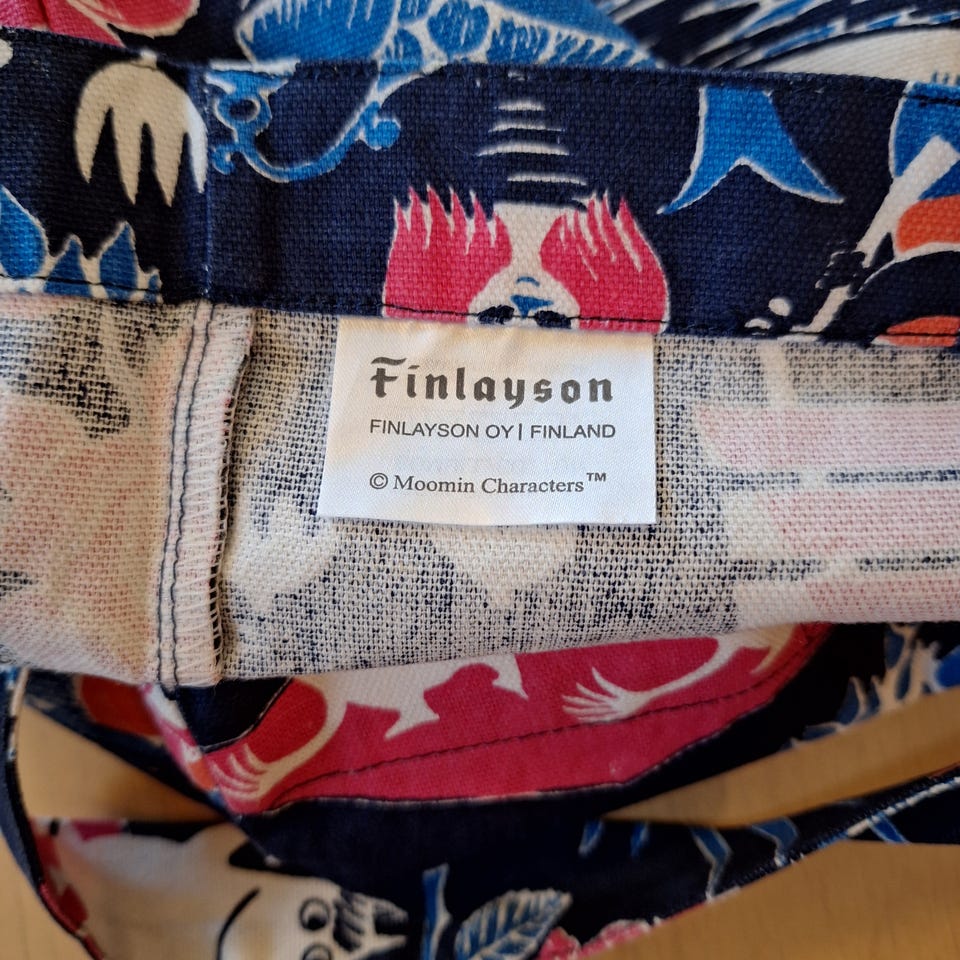 Finlayson
FINLAYSON OY | FINLAND
© Moomin Characters™